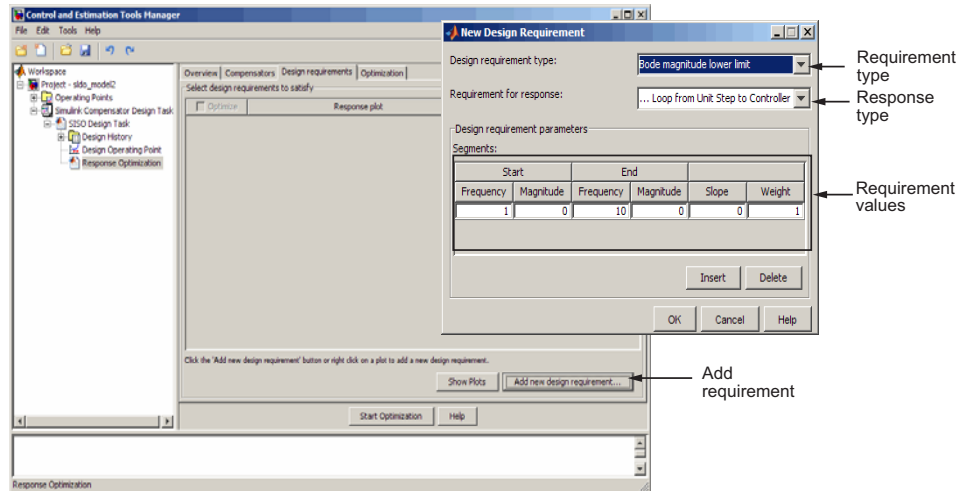 Control and Estimation Tools Manager
File Edit Tools Help
Workspace
Project - sldo_model2
Operating Points
Simulink Compensator Design Task
SISO Design Task
Design History
Design Operating Point
Response Optimization
Overview Compensators Design requirements Optimization
Select design requirements to satisfy
Optimize Response plot
Click the 'Add new design requirement' button or right click on a plot to add a new design requirement.
Show Plots Add new design requirement...
Start Optimization Help
Response Optimization
New Design Requirement
Design requirement type: Bode magnitude lower limit
Requirement for response: ... Loop from Unit Step to Controller
Design requirement parameters
Segments:
Start End
Frequency Magnitude Frequency Magnitude Slope Weight
1 0 10 0 0 1
Insert Delete
OK Cancel Help
Requirement
type
Response
type
Requirement
values
Add
requirement